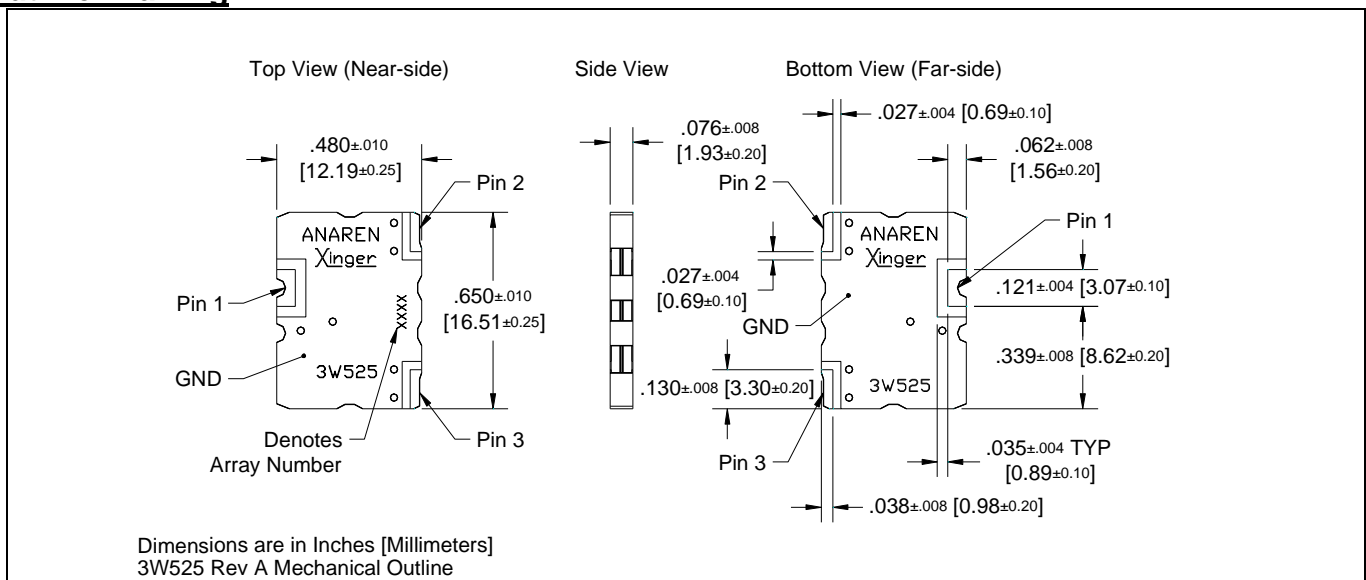 Top View (Near-side)
Side View
Bottom View (Far-side)
.480±.010
[12.19±0.25]
Pin 2
ANAREN
Xinger
Pin 1
.650±.010
[16.51±0.25]
XXXX
GND
3W525
Denotes
Array Number
Pin 3
.076±.008
[1.93±0.20]
.027±.004 [0.69±0.10]
.062±.008
[1.56±0.20]
Pin 2
Pin 1
ANAREN
Xinger
.027±.004
[0.69±0.10]
.121±.004 [3.07±0.10]
GND
.339±.008 [8.62±0.20]
3W525
.130±.008 [3.30±0.20]
Pin 3
.035±.004 TYP
[0.89±0.10]
.038±.008 [0.98±0.20]
Dimensions are in Inches [Millimeters]
3W525 Rev A Mechanical Outline